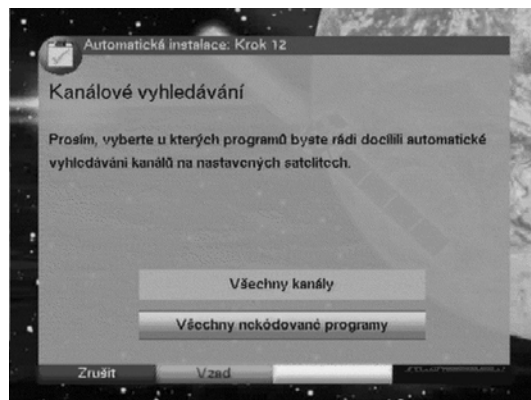 Automatická instalace: Krok 12
Kanálové vyhledávání
Prosím, vyberte u kterých programů byste rádi docílili automatické
vyhledávání kanálů na nastavených satelitech.
Všechny kanály
Všechny nekódované programy
Zrušit
Vzad